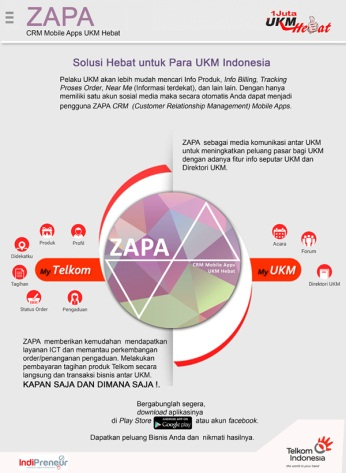 ZAPA
CRM Mobile Apps UKM Hebat
1Juta
UKM
Hebat
Solusi Hebat untuk Para UKM Indonesia
Pelaku UKM akan lebih mudah mencari Info Produk, Info Billing, Tracking
Proses Order, Near Me (Informasi terdekat), dan lain lain. Dengan hanya
memiliki satu akun sosial media maka secara otomatis Anda dapat menjadi
pengguna ZAPA CRM (Customer Relationship Management) Mobile Apps.
ZAPA sebagai media komunikasi antar UKM
untuk meningkatkan peluang pasar bagi UKM
dengan adanya fitur info seputar UKM dan
Direktori UKM.
Produk
Profil
Didekatku
My Telkom
Tagihan
Status Order
Pengaduan
ZAPA
CRM Mobile Apps
UKM Hebat
Acara
Forum
My UKM
Direktori UKM
ZAPA memberikan kemudahan mendapatkan
layanan ICT dan memantau perkembangan
order/penanganan pengaduan. Melakukan
pembayaran tagihan produk Telkom secara
langsung dan transaksi bisnis antar UKM.
KAPAN SAJA DAN DIMANA SAJA !.
Bergabunglah segera,
download aplikasinya
di Play Store Google play atau akun facebook.
Dapatkan peluang Bisnis Anda dan nikmati hasilnya.
IndiPreneur
Telkom
Indonesia
the world in your hand